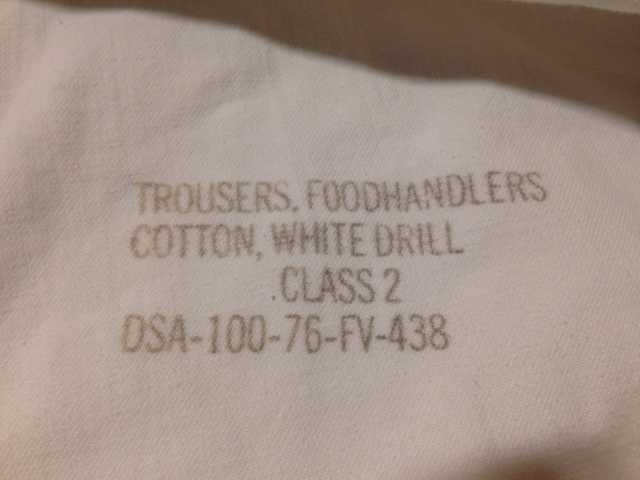 TROUSERS, FOODHANDLERS
COTTON, WHITE DRILL
CLASS 2
DSA-100-76-FV-438